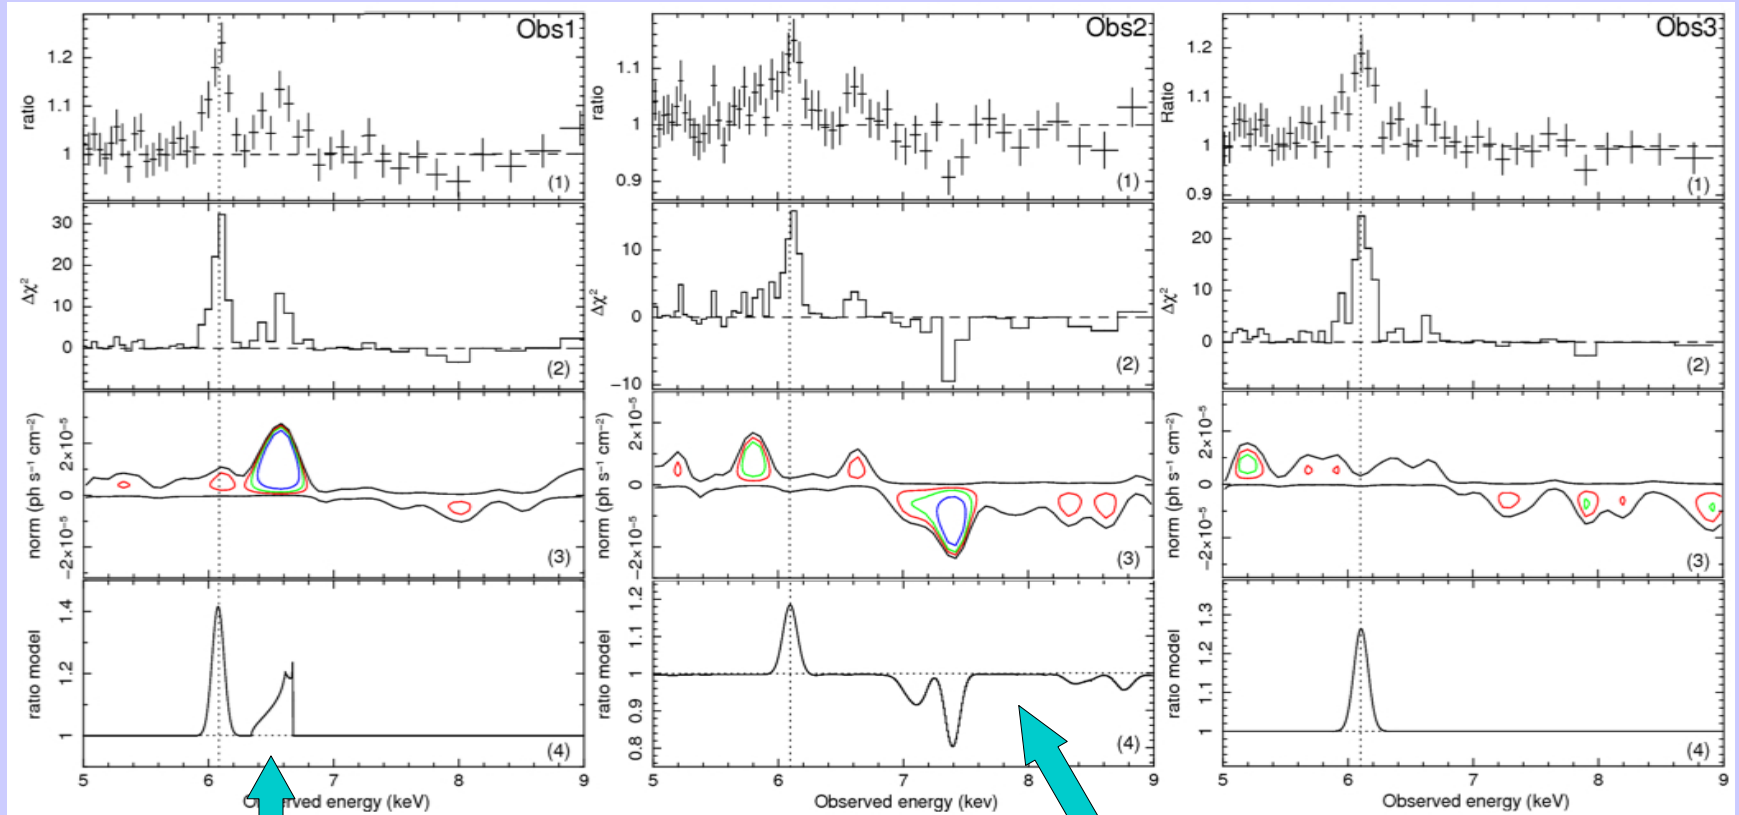 Obs1
ratio
1.2
1.1
1
(1)
Δχ²
30
20
10
0
(2)
norm (ph s⁻¹ cm⁻²)
2×10⁻⁵
0
−2×10⁻⁵
(3)
ratio model
1.4
1.2
1
(4)
5 6 7 8 9
Observed energy (keV)
Obs2
ratio
1.1
1
0.9
(1)
Δχ²
10
0
−10
(2)
norm (ph s⁻¹ cm⁻²)
2×10⁻⁵
0
−2×10⁻⁵
(3)
ratio model
1.2
1.1
1
0.9
0.8
(4)
5 6 7 8 9
Observed energy (kev)
Obs3
Ratio
1.2
1.1
1
0.9
(1)
Δχ²
20
10
0
(2)
norm (ph s⁻¹ cm⁻²)
2×10⁻⁵
0
−2×10⁻⁵
(3)
ratio model
1.3
1.2
1.1
1
(4)
5 6 7 8 9
Observed energy (keV)